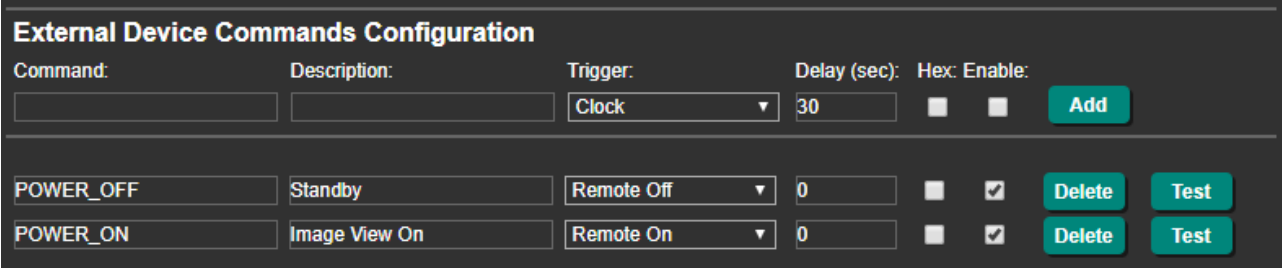 External Device Commands Configuration
Command: Description: Trigger: Delay (sec): Hex: Enable:
Clock 30 Add
POWER_OFF Standby Remote Off 0 Delete Test
POWER_ON Image View On Remote On 0 Delete Test